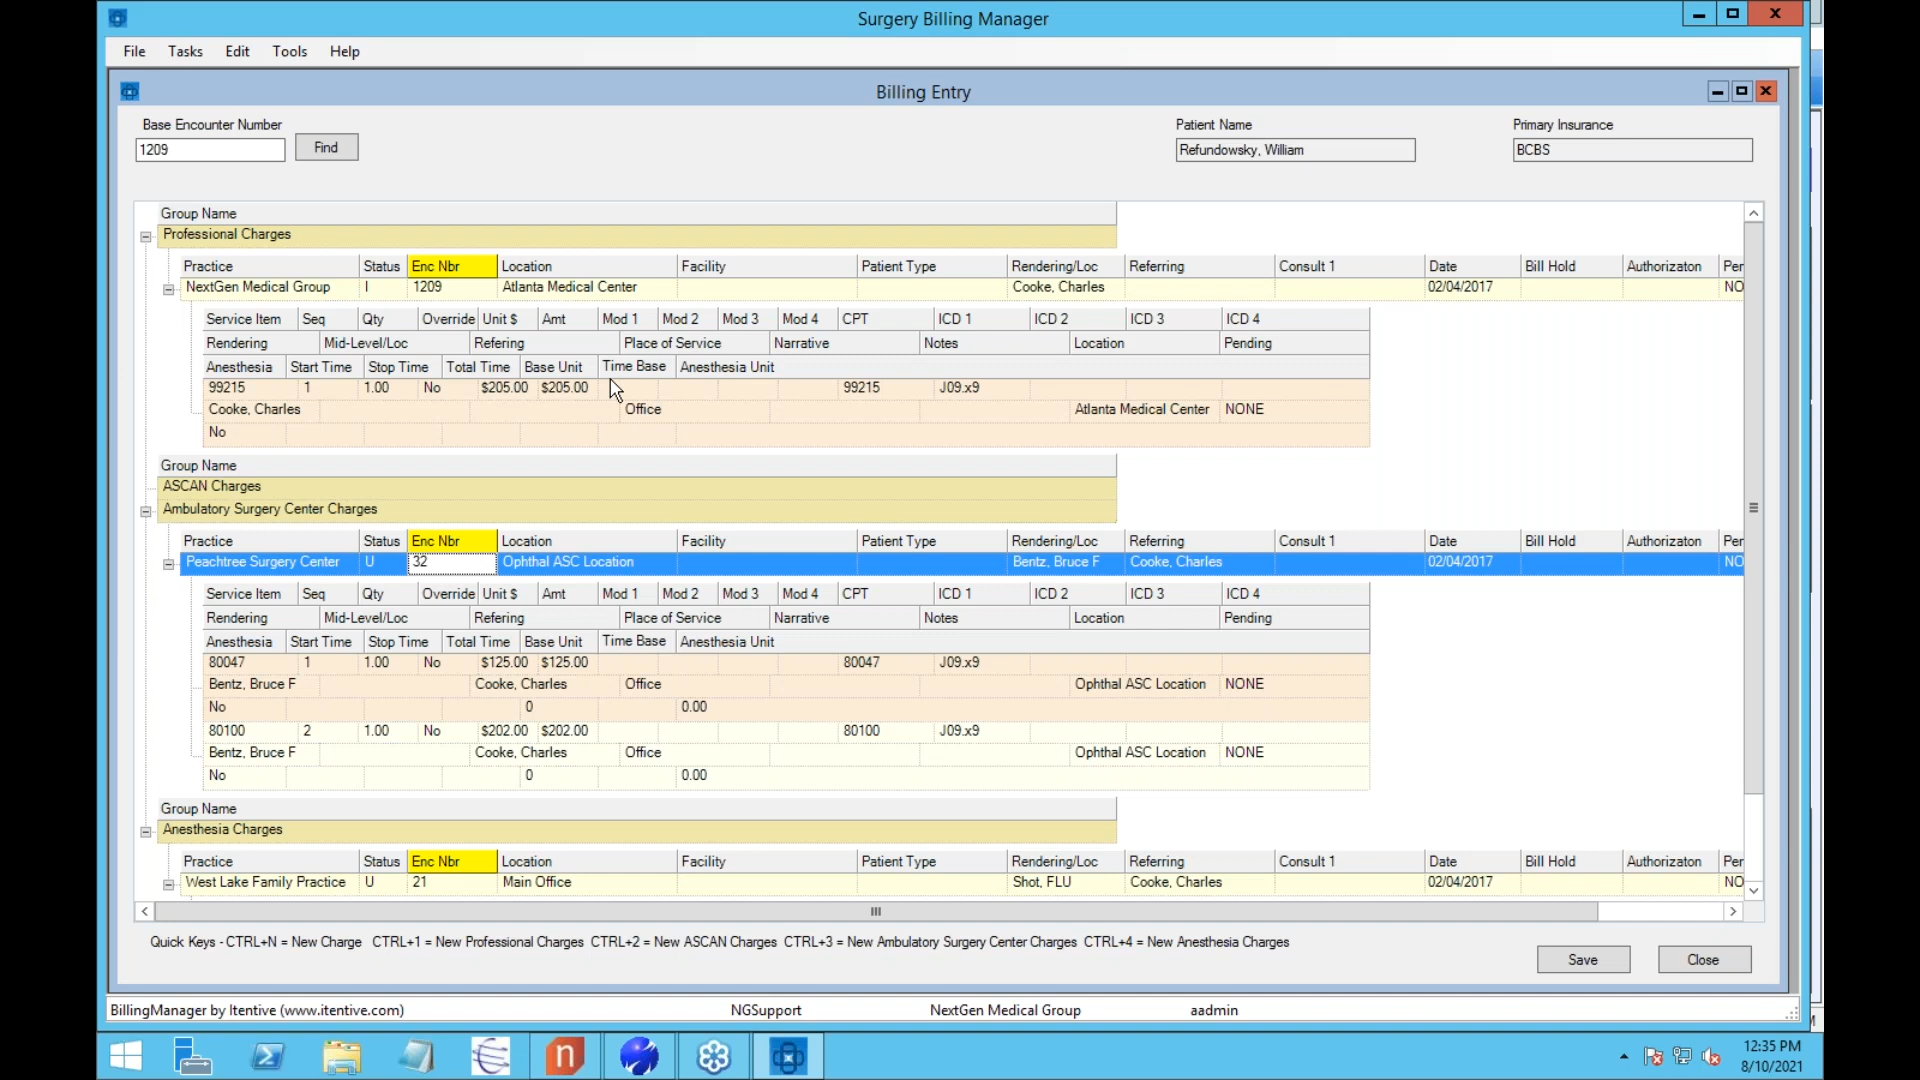 Surgery Billing Manager
File Tasks Edit Tools Help
Billing Entry
Base Encounter Number Patient Name Primary Insurance
1209 Find Refundowsky, William BCBS
Group Name
Professional Charges
Practice Status Enc Nbr Location Facility Patient Type Rendering/Loc Referring Consult 1 Date Bill Hold Authorizaton Per
NextGen Medical Group I 1209 Atlanta Medical Center Cooke, Charles 02/04/2017 NO
Service Item Seq Qty Override Unit $ Amt Mod 1 Mod 2 Mod 3 Mod 4 CPT ICD 1 ICD 2 ICD 3 ICD 4
Rendering Mid-Level/Loc Refering Place of Service Narrative Notes Location Pending
Anesthesia Start Time Stop Time Total Time Base Unit Time Base Anesthesia Unit
99215 1 1.00 No $205.00 $205.00 99215 J09.x9
Cooke, Charles Office Atlanta Medical Center NONE
No
Group Name
ASCAN Charges
Ambulatory Surgery Center Charges
Practice Status Enc Nbr Location Facility Patient Type Rendering/Loc Referring Consult 1 Date Bill Hold Authorizaton Per
Peachtree Surgery Center U 32 Ophthal ASC Location Bentz, Bruce F Cooke, Charles 02/04/2017 NO
Service Item Seq Qty Override Unit $ Amt Mod 1 Mod 2 Mod 3 Mod 4 CPT ICD 1 ICD 2 ICD 3 ICD 4
Rendering Mid-Level/Loc Refering Place of Service Narrative Notes Location Pending
Anesthesia Start Time Stop Time Total Time Base Unit Time Base Anesthesia Unit
80047 1 1.00 No $125.00 $125.00 80047 J09.x9
Bentz, Bruce F Cooke, Charles Office Ophthal ASC Location NONE
No 0 0.00
80100 2 1.00 No $202.00 $202.00 80100 J09.x9
Bentz, Bruce F Cooke, Charles Office Ophthal ASC Location NONE
No 0 0.00
Group Name
Anesthesia Charges
Practice Status Enc Nbr Location Facility Patient Type Rendering/Loc Referring Consult 1 Date Bill Hold Authorizaton Per
West Lake Family Practice U 21 Main Office Shot, FLU Cooke, Charles 02/04/2017 NO
Quick Keys - CTRL+N = New Charge CTRL+1 = New Professional Charges CTRL+2 = New ASCAN Charges CTRL+3 = New Ambulatory Surgery Center Charges CTRL+4 = New Anesthesia Charges
Save Close
BillingManager by Itentive (www.itentive.com) NGSupport NextGen Medical Group aadmin
n
12:35 PM
8/10/2021